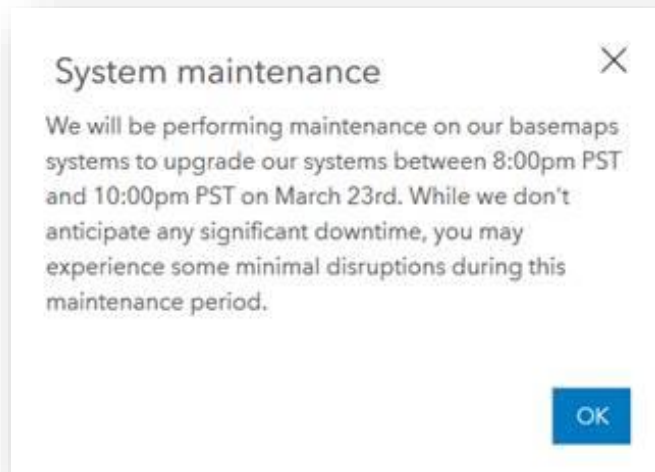 System maintenance
We will be performing maintenance on our basemaps
systems to upgrade our systems between 8:00pm PST
and 10:00pm PST on March 23rd. While we don't
anticipate any significant downtime, you may
experience some minimal disruptions during this
maintenance period.
OK